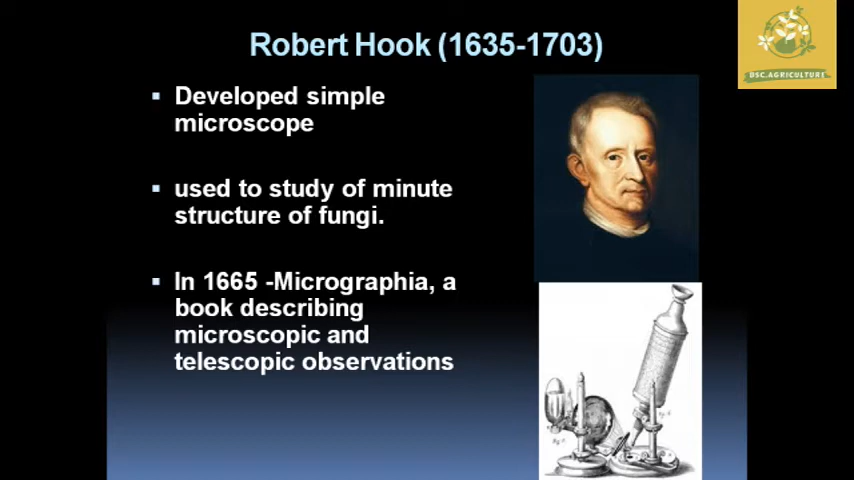 Robert Hook (1635-1703)
BSC.AGRICULTURE
▪ Developed simple
microscope
▪ used to study of minute
structure of fungi.
▪ In 1665 -Micrographia, a
book describing
microscopic and
telescopic observations